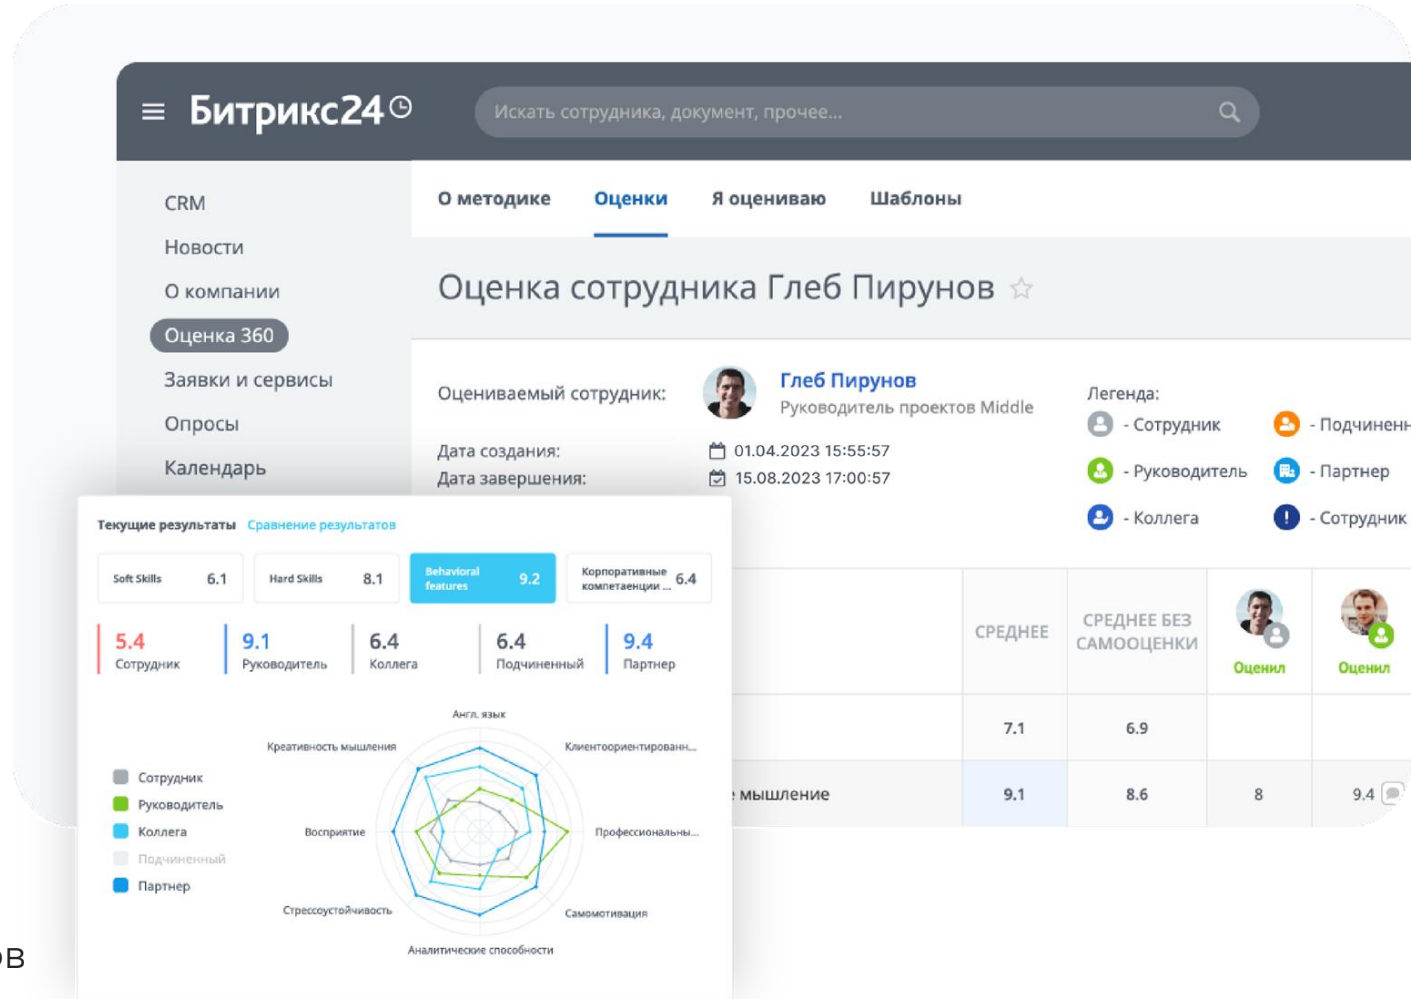 Битрикс24
Искать сотрудника, документ, прочее...
CRM
Новости
О компании
Оценка 360
Заявки и сервисы
Опросы
Календарь
О методике Оценки Я оцениваю Шаблоны
Оценка сотрудника Глеб Пирунов
Оцениваемый сотрудник:
Глеб Пирунов
Руководитель проектов Middle
Дата создания: 01.04.2023 15:55:57
Дата завершения: 15.08.2023 17:00:57
Легенда:
- Сотрудник - Подчиненн
- Руководитель - Партнер
- Коллега - Сотрудник
СРЕДНЕЕ
СРЕДНЕЕ БЕЗ
САМООЦЕНКИ
Оценил Оценил
7.1 6.9
е мышление 9.1 8.6 8 9.4
Текущие результаты Сравнение результатов
Soft Skills 6.1
Hard Skills 8.1
Behavioral
features 9.2
Корпоративные
компетаенции ... 6.4
5.4 9.1 6.4 6.4 9.4
Сотрудник Руководитель Коллега Подчиненный Партнер
Сотрудник
Руководитель
Коллега
Подчиненный
Партнер
Англ. язык
Креативность мышления Клиентоориентированн...
Восприятие Профессиональны...
Стрессоустойчивость Самомотивация
Аналитические способности
ов